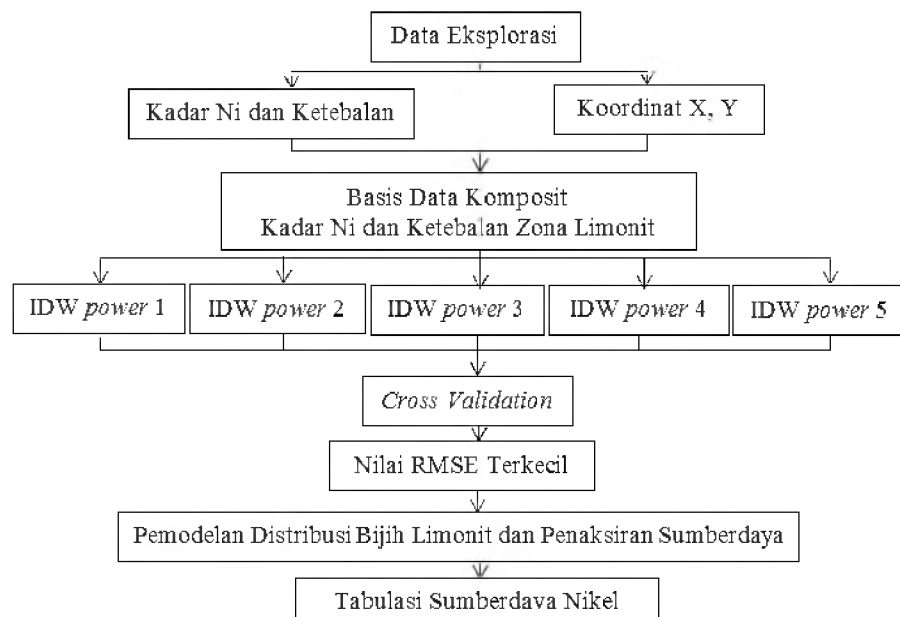 Data Eksplorasi
Kadar Ni dan Ketebalan
Koordinat X, Y
Basis Data Komposit
Kadar Ni dan Ketebalan Zona Limonit
IDW power 1
IDW power 2
IDW power 3
IDW power 4
IDW power 5
Cross Validation
Nilai RMSE Terkecil
Pemodelan Distribusi Bijih Limonit dan Penaksiran Sumberdaya
Tabulasi Sumberdaya Nikel